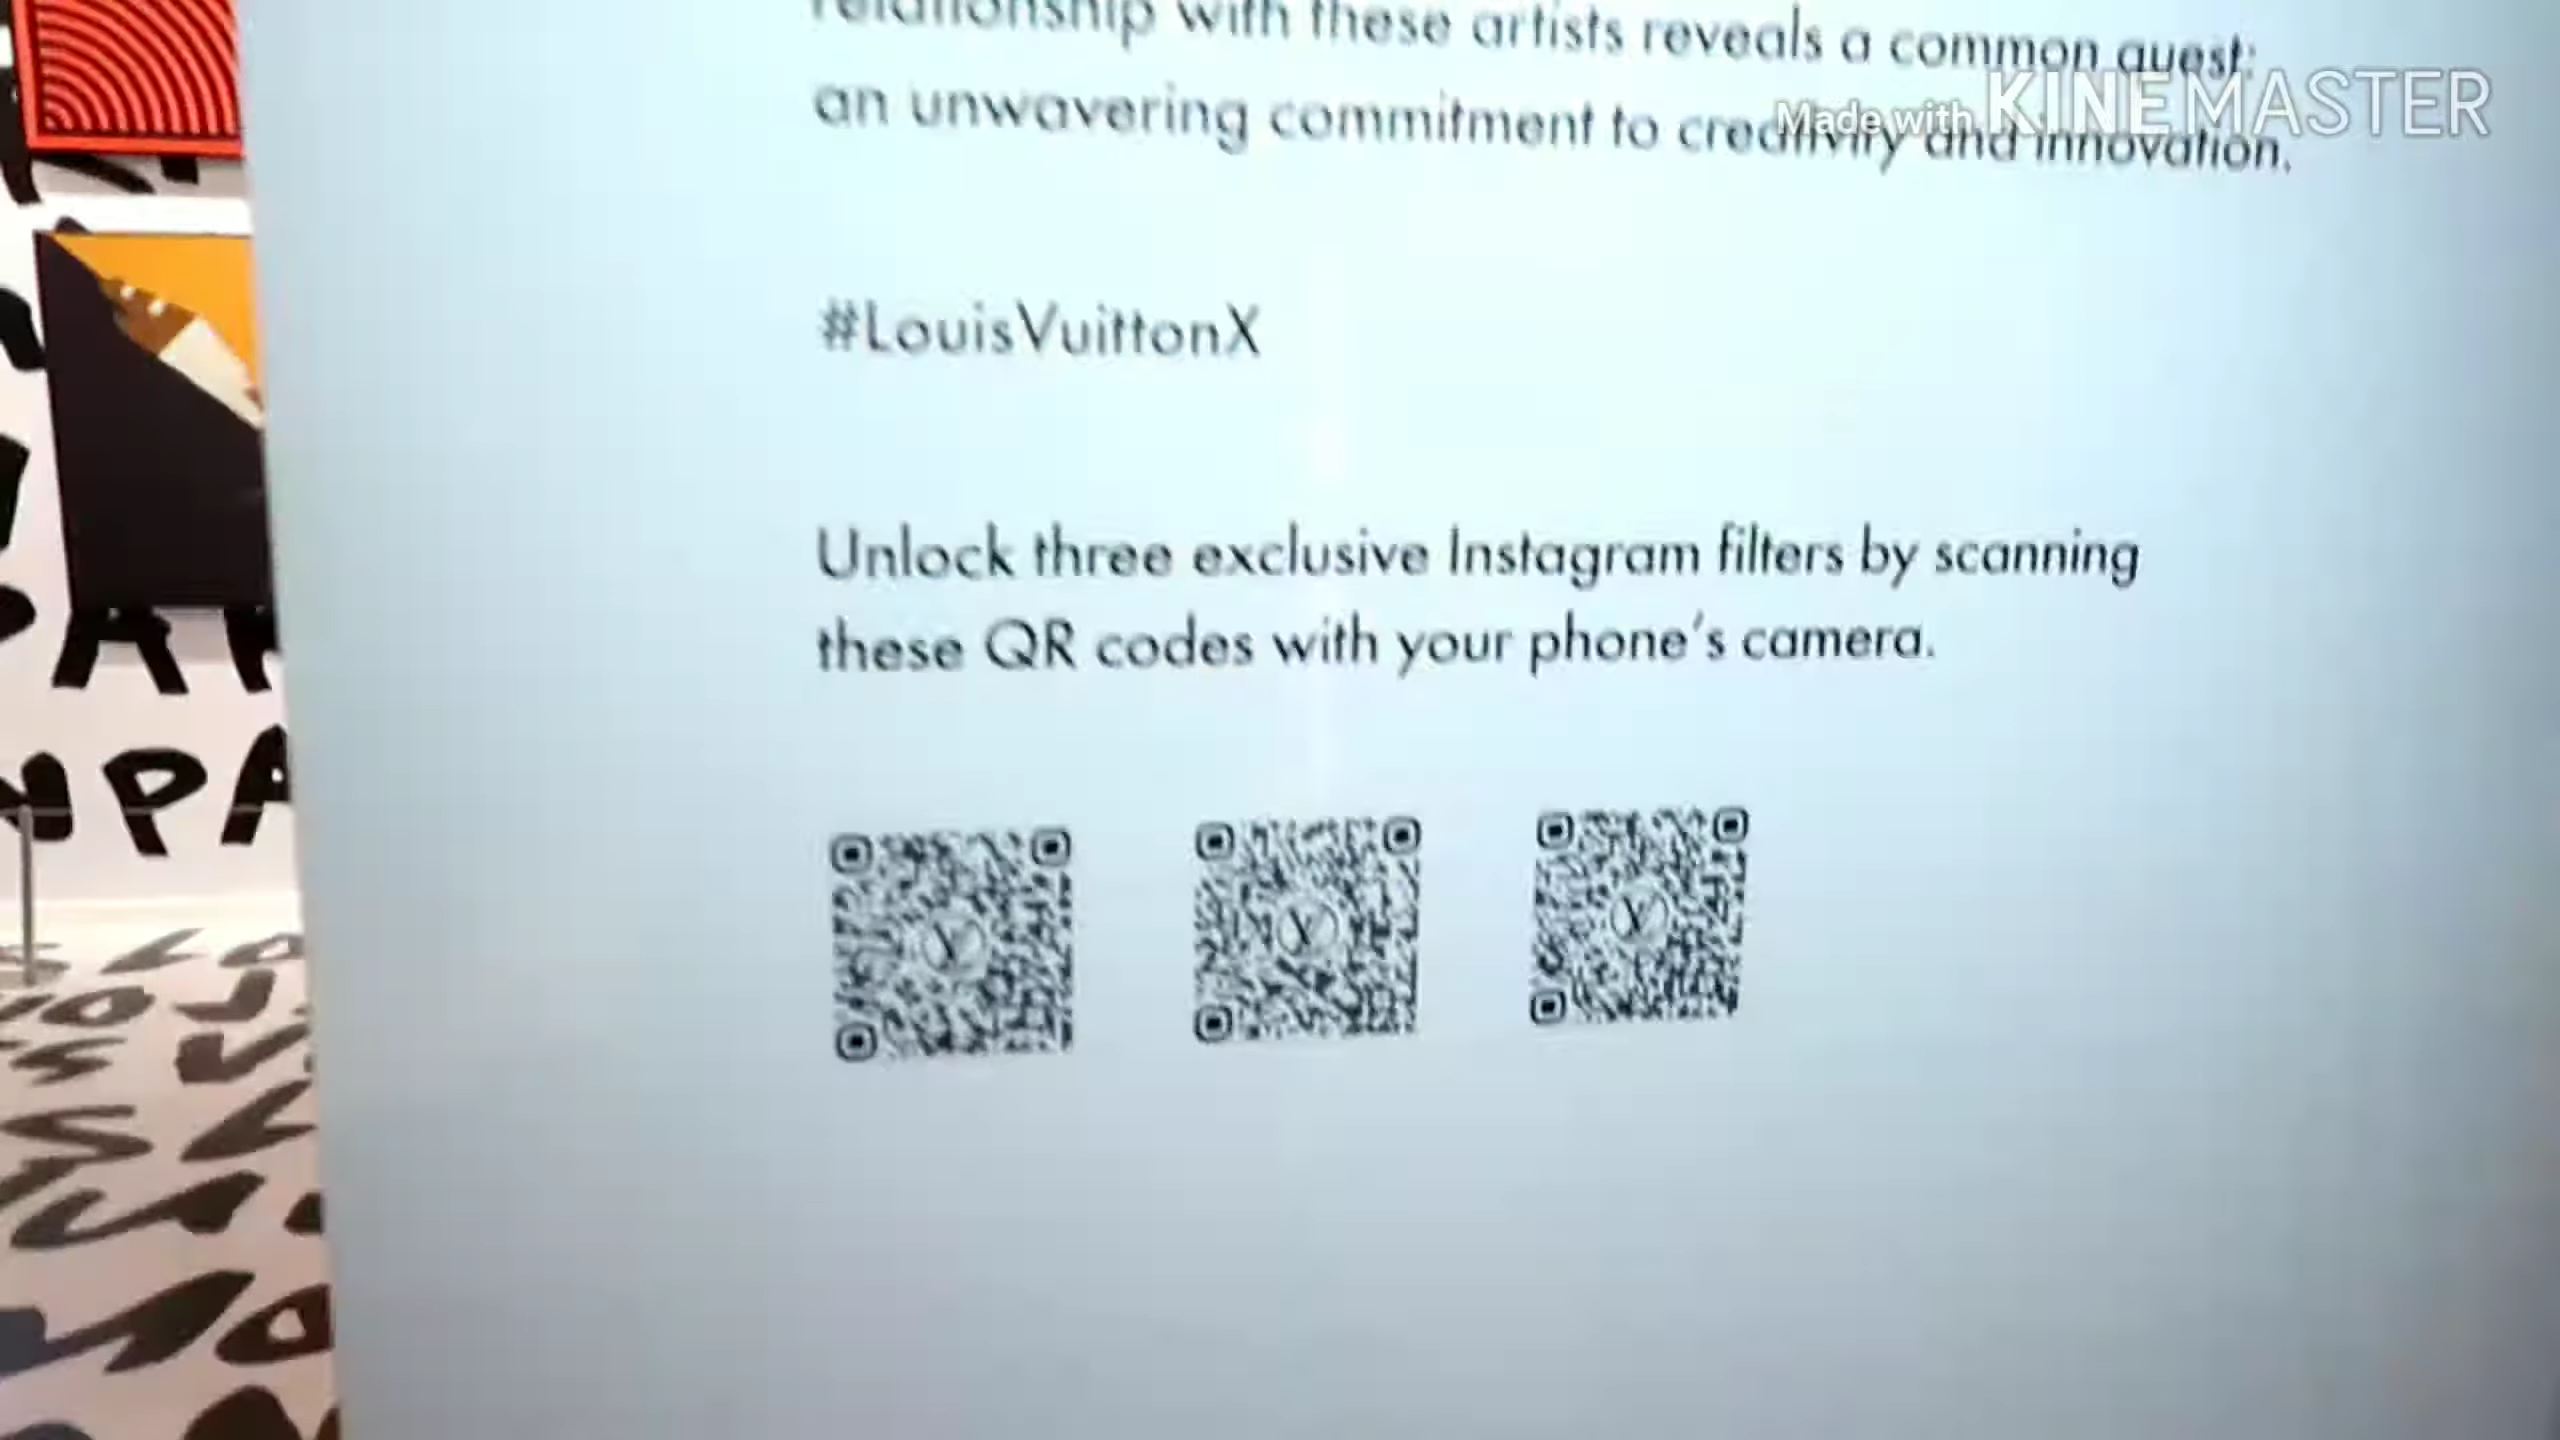 relationship with these artists reveals a common quest:
an unwavering commitment to creativity and innovation.
Made with KINEMASTER
#LouisVuittonX
Unlock three exclusive Instagram filters by scanning
these QR codes with your phone's camera.